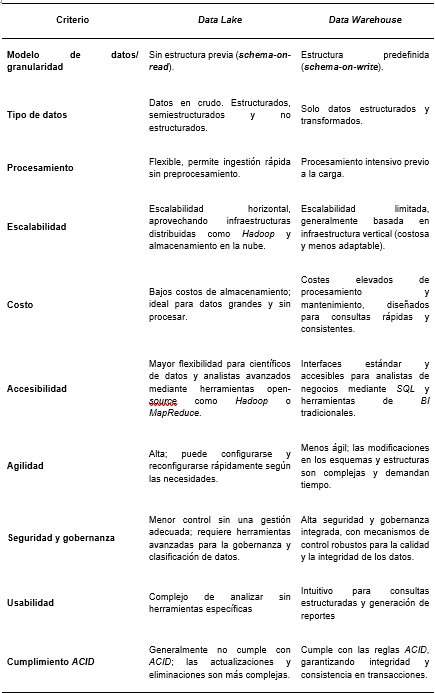 Criterio Data Lake Data Warehouse
Modelo de datos/
granularidad
Sin estructura previa (schema-on-
read).
Estructura predefinida
(schema-on-write).
Tipo de datos
Datos en crudo. Estructurados,
semiestructurados y no
estructurados.
Solo datos estructurados y
transformados.
Procesamiento
Flexible, permite ingestión rápida
sin preprocesamiento.
Procesamiento intensivo previo
a la carga.
Escalabilidad
Escalabilidad horizontal,
aprovechando infraestructuras
distribuidas como Hadoop y
almacenamiento en la nube.
Escalabilidad limitada,
generalmente basada en
infraestructura vertical (costosa
y menos adaptable).
Costo
Bajos costos de almacenamiento;
ideal para datos grandes y sin
procesar.
Costes elevados de
procesamiento y
mantenimiento, diseñados
para consultas rápidas y
consistentes.
Accesibilidad
Mayor flexibilidad para científicos
de datos y analistas avanzados
mediante herramientas open-
source como Hadoop o
MapReduce.
Interfaces estándar y
accesibles para analistas de
negocios mediante SQL y
herramientas de BI
tradicionales.
Agilidad
Alta; puede configurarse y
reconfigurarse rápidamente según
las necesidades.
Menos ágil; las modificaciones
en los esquemas y estructuras
son complejas y demandan
tiempo.
Seguridad y gobernanza
Menor control sin una gestión
adecuada; requiere herramientas
avanzadas para la gobernanza y
clasificación de datos.
Alta seguridad y gobernanza
integrada, con mecanismos de
control robustos para la calidad
y la integridad de los datos.
Usabilidad
Complejo de analizar sin
herramientas específicas
Intuitivo para consultas
estructuradas y generación de
reportes
Cumplimiento ACID
Generalmente no cumple con
ACID; las actualizaciones y
eliminaciones son más complejas.
Cumple con las reglas ACID,
garantizando integridad y
consistencia en transacciones.